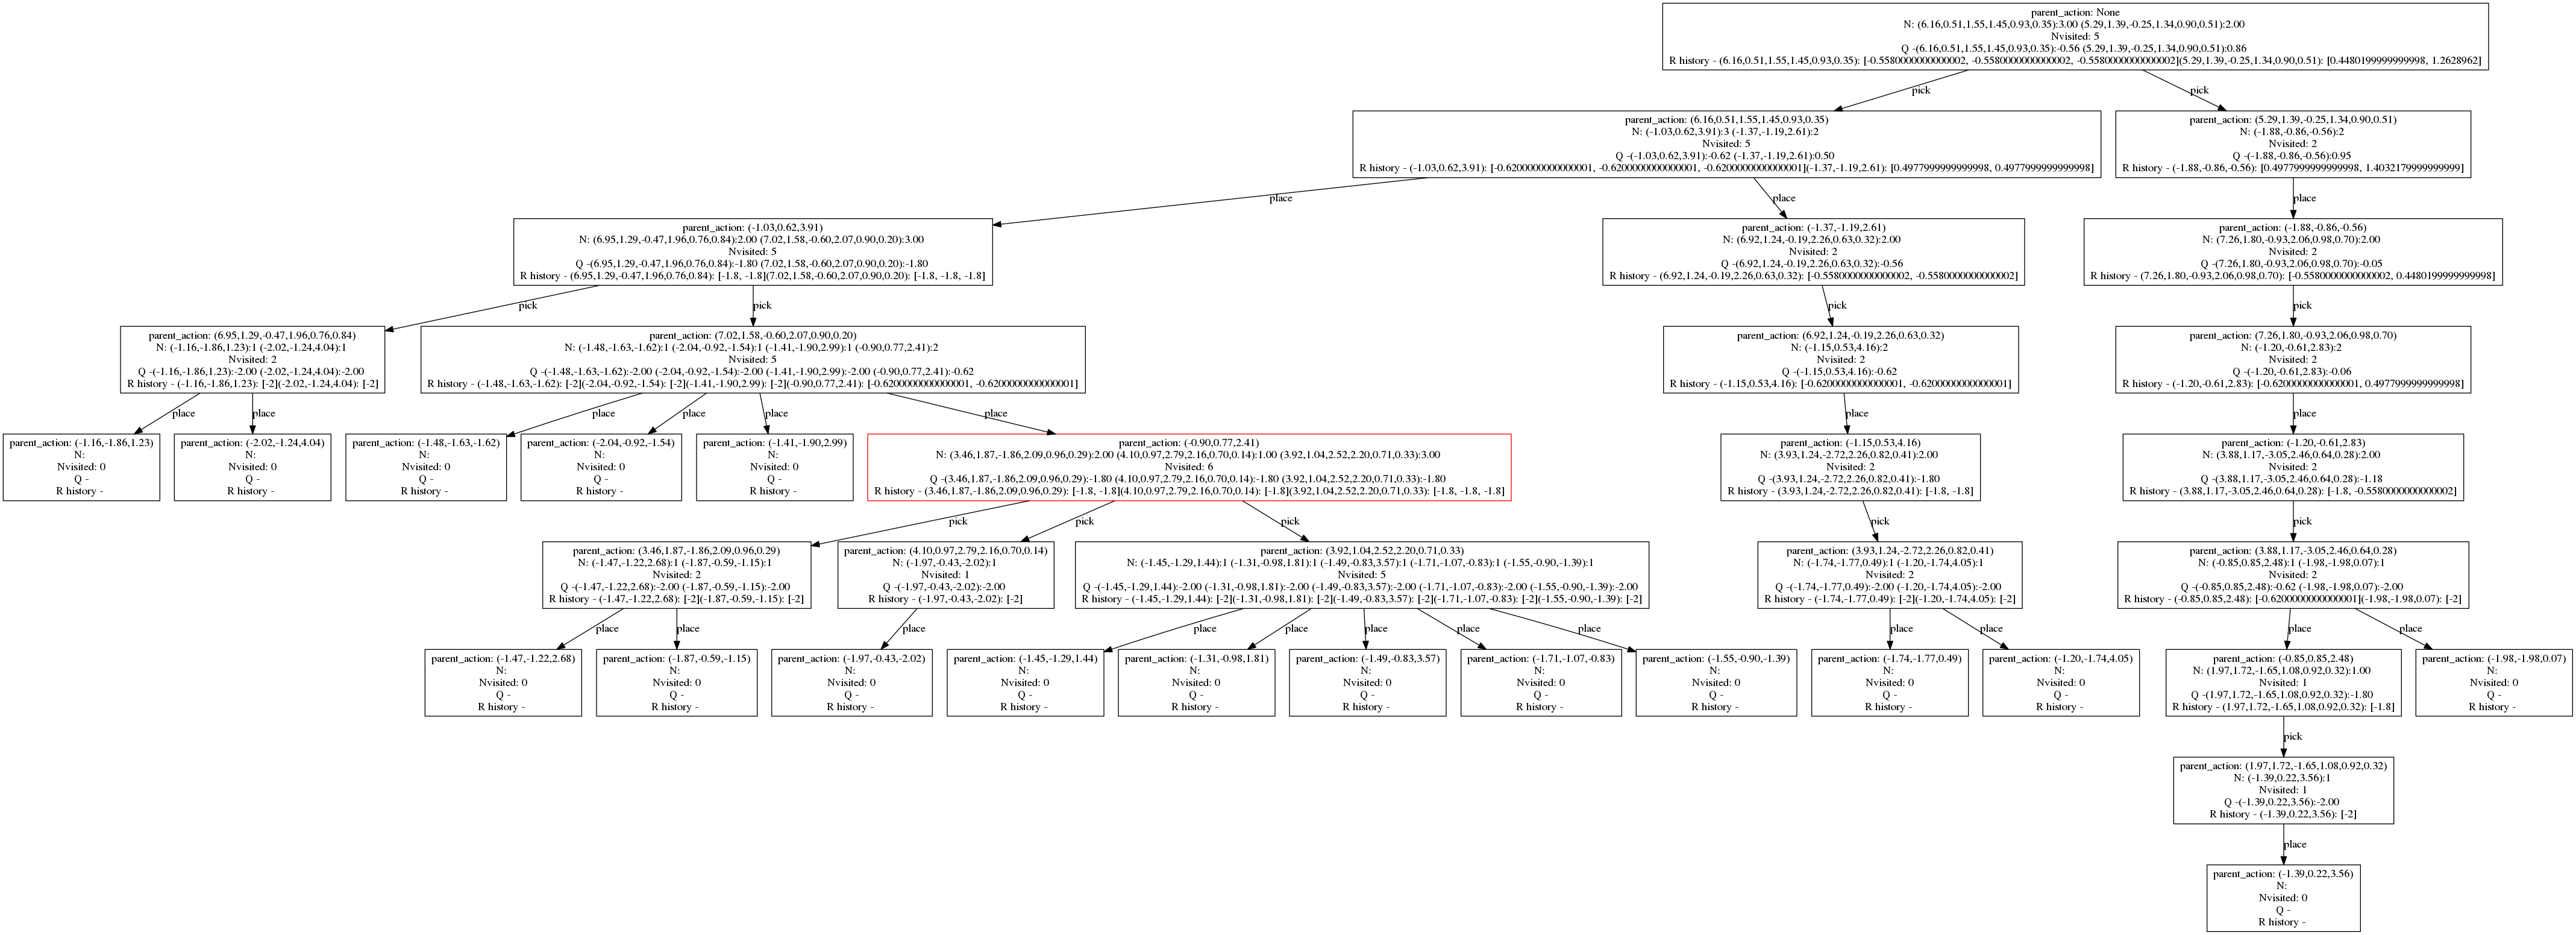 parent_action: None
N: (6.16,0.51,1.55,1.45,0.93,0.35):3.00 (5.29,1.39,-0.25,1.34,0.90,0.51):2.00
Nvisited: 5
Q -(6.16,0.51,1.55,1.45,0.93,0.35):-0.56 (5.29,1.39,-0.25,1.34,0.90,0.51):0.86
R history - (6.16,0.51,1.55,1.45,0.93,0.35): [-0.5580000000000002, -0.5580000000000002, -0.5580000000000002](5.29,1.39,-0.25,1.34,0.90,0.51): [0.4480199999999998, 1.2628962]
pick
pick
parent_action: (6.16,0.51,1.55,1.45,0.93,0.35)
N: (-1.03,0.62,3.91):3 (-1.37,-1.19,2.61):2
Nvisited: 5
Q -(-1.03,0.62,3.91):-0.62 (-1.37,-1.19,2.61):0.50
R history - (-1.03,0.62,3.91): [-0.6200000000000001, -0.6200000000000001, -0.6200000000000001](-1.37,-1.19,2.61): [0.4977999999999998, 0.4977999999999998]
parent_action: (5.29,1.39,-0.25,1.34,0.90,0.51)
N: (-1.88,-0.86,-0.56):2
Nvisited: 2
Q -(-1.88,-0.86,-0.56):0.95
R history - (-1.88,-0.86,-0.56): [0.4977999999999998, 1.4032179999999999]
place
place
place
parent_action: (-1.03,0.62,3.91)
N: (6.95,1.29,-0.47,1.96,0.76,0.84):2.00 (7.02,1.58,-0.60,2.07,0.90,0.20):3.00
Nvisited: 5
Q -(6.95,1.29,-0.47,1.96,0.76,0.84):-1.80 (7.02,1.58,-0.60,2.07,0.90,0.20):-1.80
R history - (6.95,1.29,-0.47,1.96,0.76,0.84): [-1.8, -1.8](7.02,1.58,-0.60,2.07,0.90,0.20): [-1.8, -1.8, -1.8]
parent_action: (-1.37,-1.19,2.61)
N: (6.92,1.24,-0.19,2.26,0.63,0.32):2.00
Nvisited: 2
Q -(6.92,1.24,-0.19,2.26,0.63,0.32):-0.56
R history - (6.92,1.24,-0.19,2.26,0.63,0.32): [-0.5580000000000002, -0.5580000000000002]
parent_action: (-1.88,-0.86,-0.56)
N: (7.26,1.80,-0.93,2.06,0.98,0.70):2.00
Nvisited: 2
Q -(7.26,1.80,-0.93,2.06,0.98,0.70):-0.05
R history - (7.26,1.80,-0.93,2.06,0.98,0.70): [-0.5580000000000002, 0.4480199999999998]
pick
pick
pick
pick
parent_action: (6.95,1.29,-0.47,1.96,0.76,0.84)
N: (-1.16,-1.86,1.23):1 (-2.02,-1.24,4.04):1
Nvisited: 2
Q -(-1.16,-1.86,1.23):-2.00 (-2.02,-1.24,4.04):-2.00
R history - (-1.16,-1.86,1.23): [-2](-2.02,-1.24,4.04): [-2]
parent_action: (7.02,1.58,-0.60,2.07,0.90,0.20)
N: (-1.48,-1.63,-1.62):1 (-2.04,-0.92,-1.54):1 (-1.41,-1.90,2.99):1 (-0.90,0.77,2.41):2
Nvisited: 5
Q -(-1.48,-1.63,-1.62):-2.00 (-2.04,-0.92,-1.54):-2.00 (-1.41,-1.90,2.99):-2.00 (-0.90,0.77,2.41):-0.62
R history - (-1.48,-1.63,-1.62): [-2](-2.04,-0.92,-1.54): [-2](-1.41,-1.90,2.99): [-2](-0.90,0.77,2.41): [-0.6200000000000001, -0.6200000000000001]
parent_action: (6.92,1.24,-0.19,2.26,0.63,0.32)
N: (-1.15,0.53,4.16):2
Nvisited: 2
Q -(-1.15,0.53,4.16):-0.62
R history - (-1.15,0.53,4.16): [-0.6200000000000001, -0.6200000000000001]
parent_action: (7.26,1.80,-0.93,2.06,0.98,0.70)
N: (-1.20,-0.61,2.83):2
Nvisited: 2
Q -(-1.20,-0.61,2.83):-0.06
R history - (-1.20,-0.61,2.83): [-0.6200000000000001, 0.4977999999999998]
place
place
place
place
place
place
place
place
parent_action: (-1.16,-1.86,1.23)
N:
Nvisited: 0
Q -
R history -
parent_action: (-2.02,-1.24,4.04)
N:
Nvisited: 0
Q -
R history -
parent_action: (-1.48,-1.63,-1.62)
N:
Nvisited: 0
Q -
R history -
parent_action: (-2.04,-0.92,-1.54)
N:
Nvisited: 0
Q -
R history -
parent_action: (-1.41,-1.90,2.99)
N:
Nvisited: 0
Q -
R history -
parent_action: (-0.90,0.77,2.41)
N: (3.46,1.87,-1.86,2.09,0.96,0.29):2.00 (4.10,0.97,2.79,2.16,0.70,0.14):1.00 (3.92,1.04,2.52,2.20,0.71,0.33):3.00
Nvisited: 6
Q -(3.46,1.87,-1.86,2.09,0.96,0.29):-1.80 (4.10,0.97,2.79,2.16,0.70,0.14):-1.80 (3.92,1.04,2.52,2.20,0.71,0.33):-1.80
R history - (3.46,1.87,-1.86,2.09,0.96,0.29): [-1.8, -1.8](4.10,0.97,2.79,2.16,0.70,0.14): [-1.8](3.92,1.04,2.52,2.20,0.71,0.33): [-1.8, -1.8, -1.8]
parent_action: (-1.15,0.53,4.16)
N: (3.93,1.24,-2.72,2.26,0.82,0.41):2.00
Nvisited: 2
Q -(3.93,1.24,-2.72,2.26,0.82,0.41):-1.80
R history - (3.93,1.24,-2.72,2.26,0.82,0.41): [-1.8, -1.8]
parent_action: (-1.20,-0.61,2.83)
N: (3.88,1.17,-3.05,2.46,0.64,0.28):2.00
Nvisited: 2
Q -(3.88,1.17,-3.05,2.46,0.64,0.28):-1.18
R history - (3.88,1.17,-3.05,2.46,0.64,0.28): [-1.8, -0.5580000000000002]
pick
pick
pick
pick
pick
parent_action: (3.46,1.87,-1.86,2.09,0.96,0.29)
N: (-1.47,-1.22,2.68):1 (-1.87,-0.59,-1.15):1
Nvisited: 2
Q -(-1.47,-1.22,2.68):-2.00 (-1.87,-0.59,-1.15):-2.00
R history - (-1.47,-1.22,2.68): [-2](-1.87,-0.59,-1.15): [-2]
parent_action: (4.10,0.97,2.79,2.16,0.70,0.14)
N: (-1.97,-0.43,-2.02):1
Nvisited: 1
Q -(-1.97,-0.43,-2.02):-2.00
R history - (-1.97,-0.43,-2.02): [-2]
parent_action: (3.92,1.04,2.52,2.20,0.71,0.33)
N: (-1.45,-1.29,1.44):1 (-1.31,-0.98,1.81):1 (-1.49,-0.83,3.57):1 (-1.71,-1.07,-0.83):1 (-1.55,-0.90,-1.39):1
Nvisited: 5
Q -(-1.45,-1.29,1.44):-2.00 (-1.31,-0.98,1.81):-2.00 (-1.49,-0.83,3.57):-2.00 (-1.71,-1.07,-0.83):-2.00 (-1.55,-0.90,-1.39):-2.00
R history - (-1.45,-1.29,1.44): [-2](-1.31,-0.98,1.81): [-2](-1.49,-0.83,3.57): [-2](-1.71,-1.07,-0.83): [-2](-1.55,-0.90,-1.39): [-2]
parent_action: (3.93,1.24,-2.72,2.26,0.82,0.41)
N: (-1.74,-1.77,0.49):1 (-1.20,-1.74,4.05):1
Nvisited: 2
Q -(-1.74,-1.77,0.49):-2.00 (-1.20,-1.74,4.05):-2.00
R history - (-1.74,-1.77,0.49): [-2](-1.20,-1.74,4.05): [-2]
parent_action: (3.88,1.17,-3.05,2.46,0.64,0.28)
N: (-0.85,0.85,2.48):1 (-1.98,-1.98,0.07):1
Nvisited: 2
Q -(-0.85,0.85,2.48):-0.62 (-1.98,-1.98,0.07):-2.00
R history - (-0.85,0.85,2.48): [-0.6200000000000001](-1.98,-1.98,0.07): [-2]
place
place
place
place
place
place
place
place
place
place
place
place
parent_action: (-1.47,-1.22,2.68)
N:
Nvisited: 0
Q -
R history -
parent_action: (-1.87,-0.59,-1.15)
N:
Nvisited: 0
Q -
R history -
parent_action: (-1.97,-0.43,-2.02)
N:
Nvisited: 0
Q -
R history -
parent_action: (-1.45,-1.29,1.44)
N:
Nvisited: 0
Q -
R history -
parent_action: (-1.31,-0.98,1.81)
N:
Nvisited: 0
Q -
R history -
parent_action: (-1.49,-0.83,3.57)
N:
Nvisited: 0
Q -
R history -
parent_action: (-1.71,-1.07,-0.83)
N:
Nvisited: 0
Q -
R history -
parent_action: (-1.55,-0.90,-1.39)
N:
Nvisited: 0
Q -
R history -
parent_action: (-1.74,-1.77,0.49)
N:
Nvisited: 0
Q -
R history -
parent_action: (-1.20,-1.74,4.05)
N:
Nvisited: 0
Q -
R history -
parent_action: (-0.85,0.85,2.48)
N: (1.97,1.72,-1.65,1.08,0.92,0.32):1.00
Nvisited: 1
Q -(1.97,1.72,-1.65,1.08,0.92,0.32):-1.80
R history - (1.97,1.72,-1.65,1.08,0.92,0.32): [-1.8]
parent_action: (-1.98,-1.98,0.07)
N:
Nvisited: 0
Q -
R history -
pick
parent_action: (1.97,1.72,-1.65,1.08,0.92,0.32)
N: (-1.39,0.22,3.56):1
Nvisited: 1
Q -(-1.39,0.22,3.56):-2.00
R history - (-1.39,0.22,3.56): [-2]
place
parent_action: (-1.39,0.22,3.56)
N:
Nvisited: 0
Q -
R history -